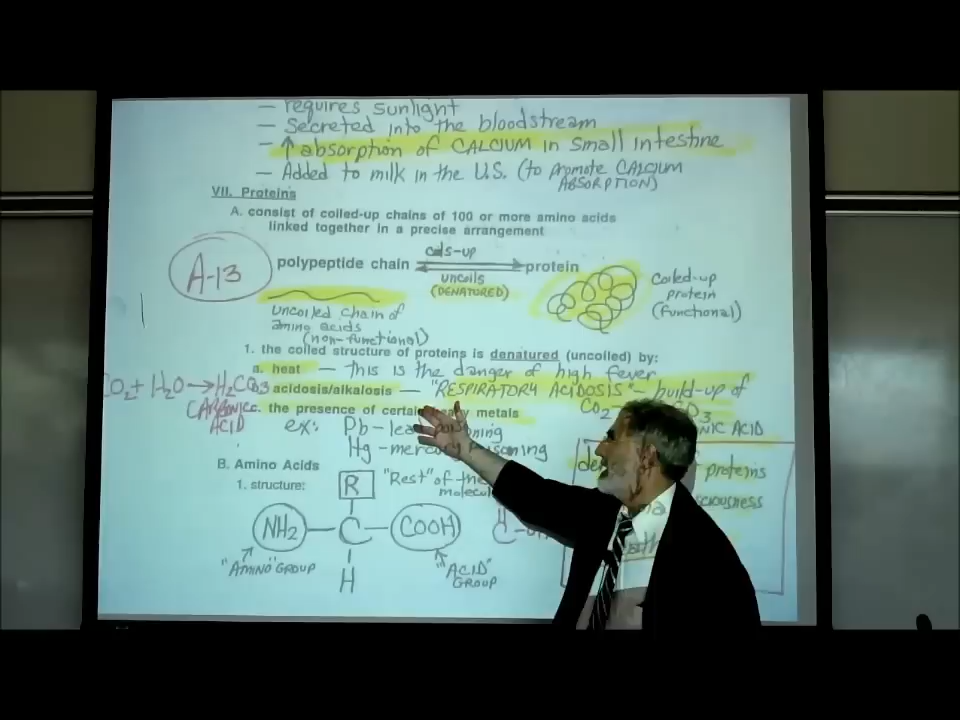 – requires sunlight
– Secreted into the bloodstream
– ↑ absorption of CALCIUM in small intestine
– Added to milk in the U.S. (to promote CALCIUM
ABSORPTION)
VII. Proteins
A. consist of coiled-up chains of 100 or more amino acids
linked together in a precise arrangement
A-13
polypeptide chain
coils-up
uncoils
(DENATURED)
protein
uncoiled chain of
amino acids
(non-functional)
coiled-up
protein
(functional)
1. the coiled structure of proteins is denatured (uncoiled) by:
a. heat — this is the danger of high fever
CO2 + H2O → H2CO3
CARBONIC
ACID
acidosis/alkalosis — "RESPIRATORY ACIDOSIS" – build-up of
CO2
NIC ACID
c. the presence of certain metals
ex: Pb – lead poisoning
Hg – mercury poisoning
proteins
B. Amino Acids
1. structure:
R
"Rest" of the
NH2 — C — COOH
H
"AMINO" GROUP
"ACID"
GROUP